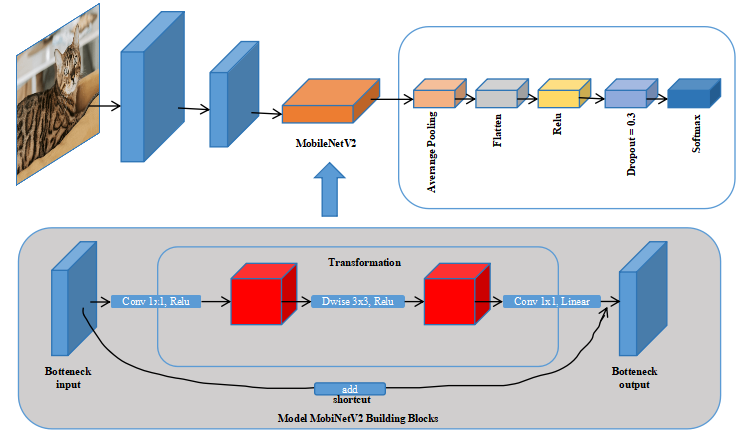 MobileNetV2
Averange Pooling
Flatten
Relu
Dropout = 0.3
Softmax
Transformation
Conv 1x1, Relu
Dwise 3x3, Relu
Conv 1x1, Linear
Botteneck
input
Botteneck
output
add
shortcut
Model MobiNetV2 Building Blocks